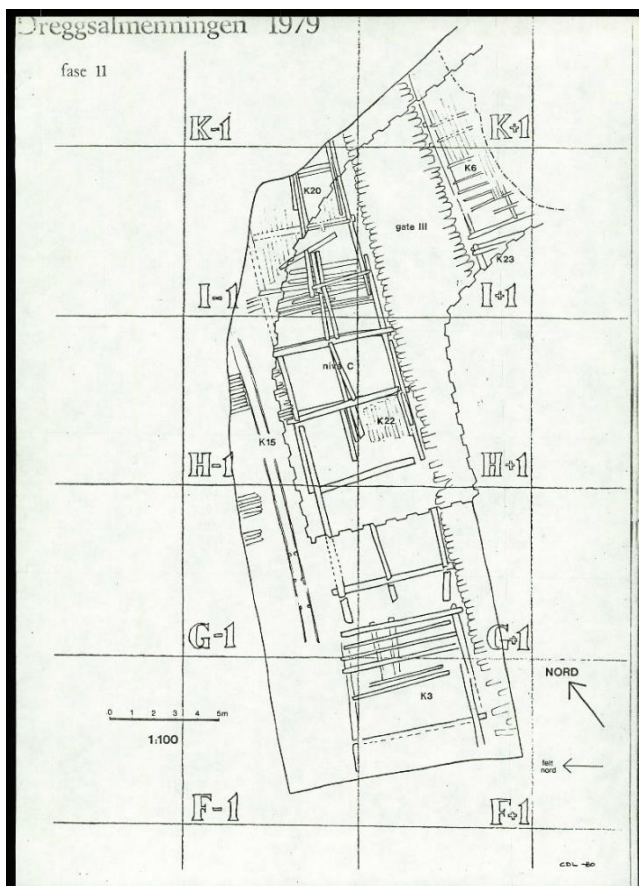 Dreggsalmenningen 1979
fase 11
K-1
K+1
K20
K6
gate III
K23
I-1
I+1
nivå C
K22
K15
H-1
H+1
G-1
G+1
NORD
K3
0 1 2 3 4 5m
1:100
felt
nord
F-1
F+1
CDL -80